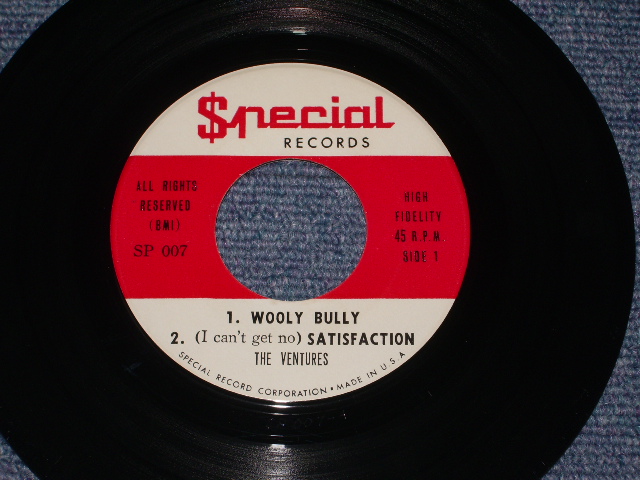 $pecial
RECORDS
ALL RIGHTS
RESERVED
(BMI)
SP 007
HIGH
FIDELITY
45 R.P.M.
SIDE 1
1. WOOLY BULLY
2. (I can't get no) SATISFACTION
THE VENTURES
SPECIAL RECORD CORPORATION • MADE IN U.S.A